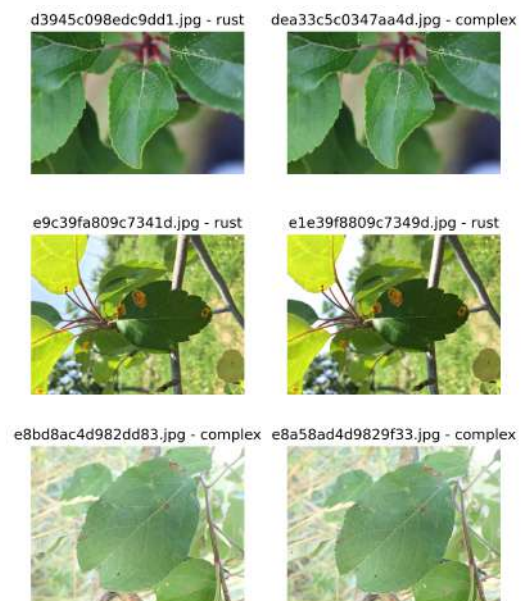 d3945c098edc9dd1.jpg - rust
dea33c5c0347aa4d.jpg - complex
e9c39fa809c7341d.jpg - rust
e1e39f8809c7349d.jpg - rust
e8bd8ac4d982dd83.jpg - complex
e8a58ad4d9829f33.jpg - complex